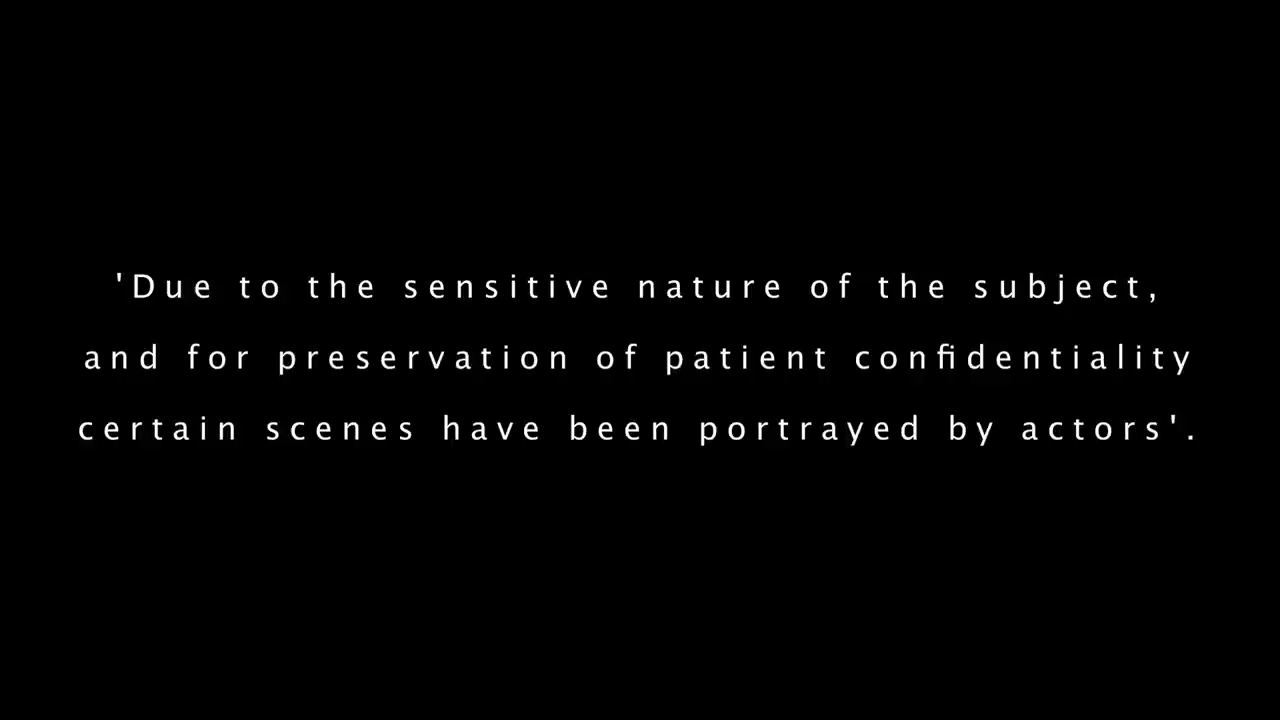 'Due to the sensitive nature of the subject,
and for preservation of patient confidentiality
certain scenes have been portrayed by actors'.